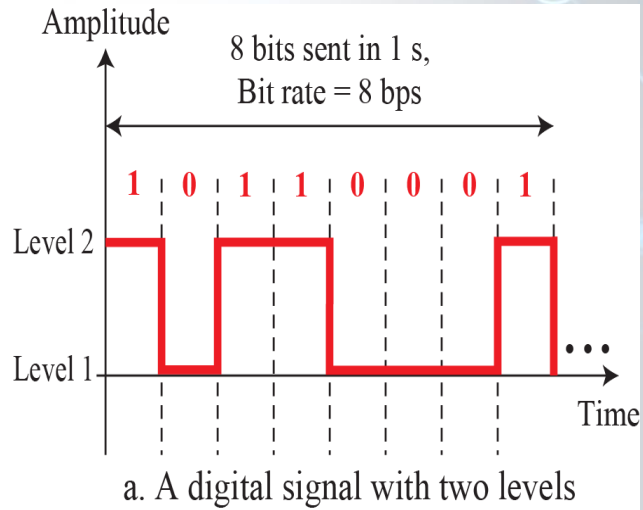 Amplitude
8 bits sent in 1 s,
Bit rate = 8 bps
1 0 1 1 0 0 0 1
Level 2
Level 1
...
Time
a. A digital signal with two levels